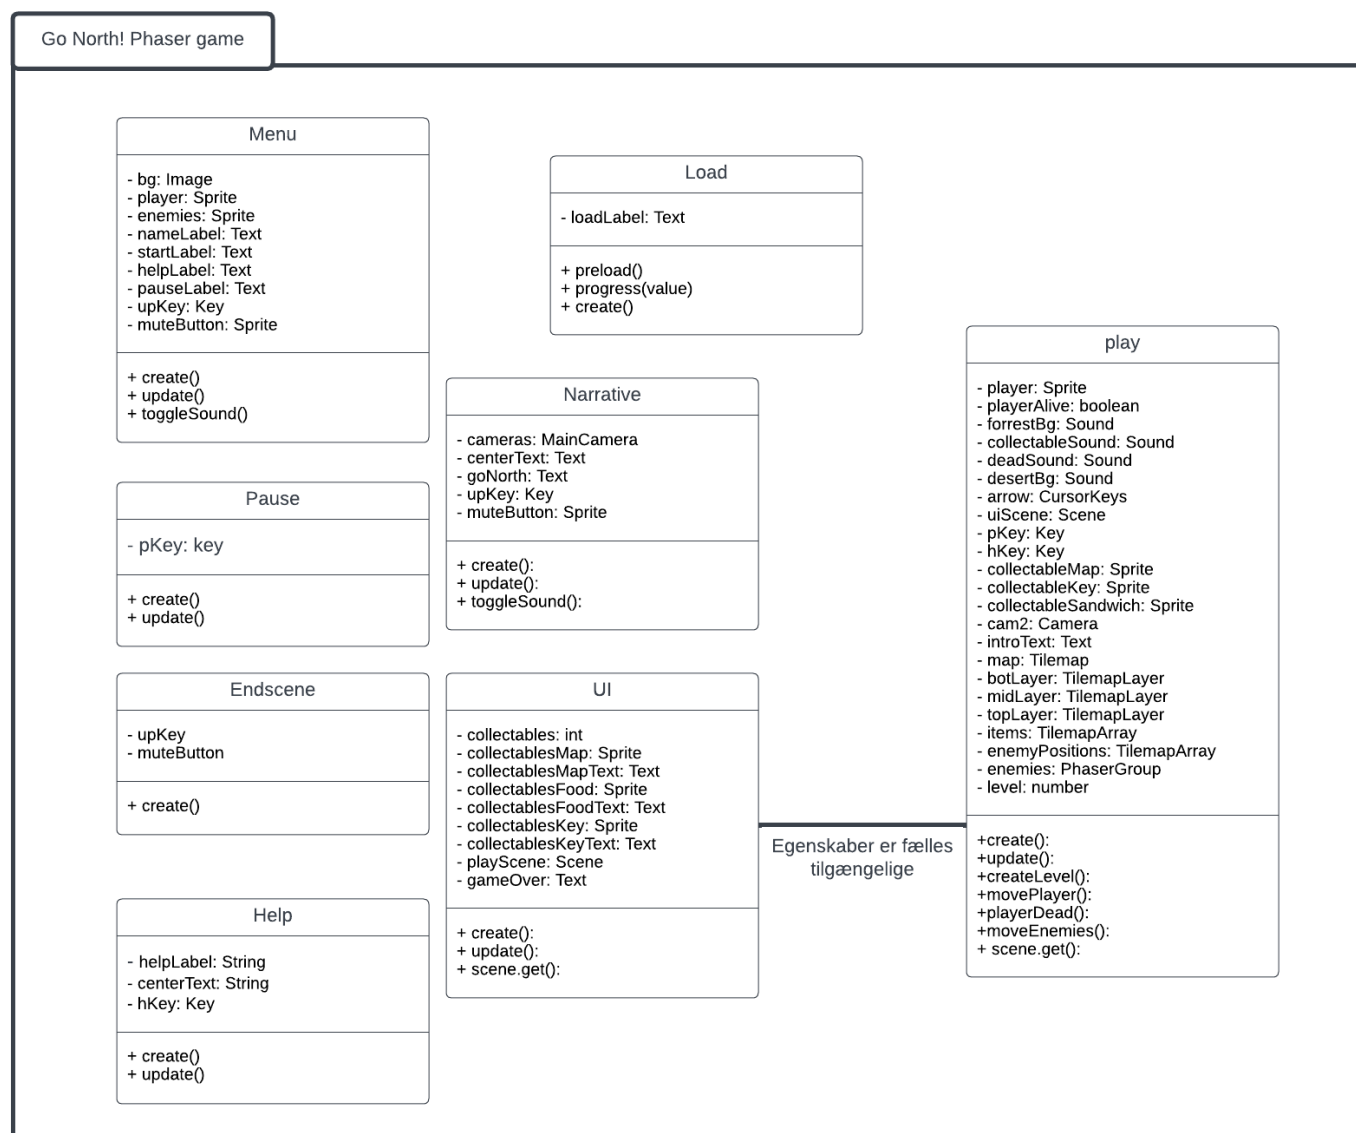 Go North! Phaser game
Menu
- bg: Image
- player: Sprite
- enemies: Sprite
- nameLabel: Text
- startLabel: Text
- helpLabel: Text
- pauseLabel: Text
- upKey: Key
- muteButton: Sprite
+ create()
+ update()
+ toggleSound()
Load
- loadLabel: Text
+ preload()
+ progress(value)
+ create()
Narrative
- cameras: MainCamera
- centerText: Text
- goNorth: Text
- upKey: Key
- muteButton: Sprite
+ create():
+ update():
+ toggleSound():
Pause
- pKey: key
+ create()
+ update()
Endscene
- upKey
- muteButton
+ create()
UI
- collectables: int
- collectablesMap: Sprite
- collectablesMapText: Text
- collectablesFood: Sprite
- collectablesFoodText: Text
- collectablesKey: Sprite
- collectablesKeyText: Text
- playScene: Scene
- gameOver: Text
+ create():
+ update():
+ scene.get():
Egenskaber er fælles
tilgængelige
play
- player: Sprite
- playerAlive: boolean
- forrestBg: Sound
- collectableSound: Sound
- deadSound: Sound
- desertBg: Sound
- arrow: CursorKeys
- uiScene: Scene
- pKey: Key
- hKey: Key
- collectableMap: Sprite
- collectableKey: Sprite
- collectableSandwich: Sprite
- cam2: Camera
- introText: Text
- map: Tilemap
- botLayer: TilemapLayer
- midLayer: TilemapLayer
- topLayer: TilemapLayer
- items: TilemapArray
- enemyPositions: TilemapArray
- enemies: PhaserGroup
- level: number
+create():
+update():
+createLevel():
+movePlayer():
+playerDead():
+moveEnemies():
+ scene.get():
Help
- helpLabel: String
- centerText: String
- hKey: Key
+ create()
+ update()